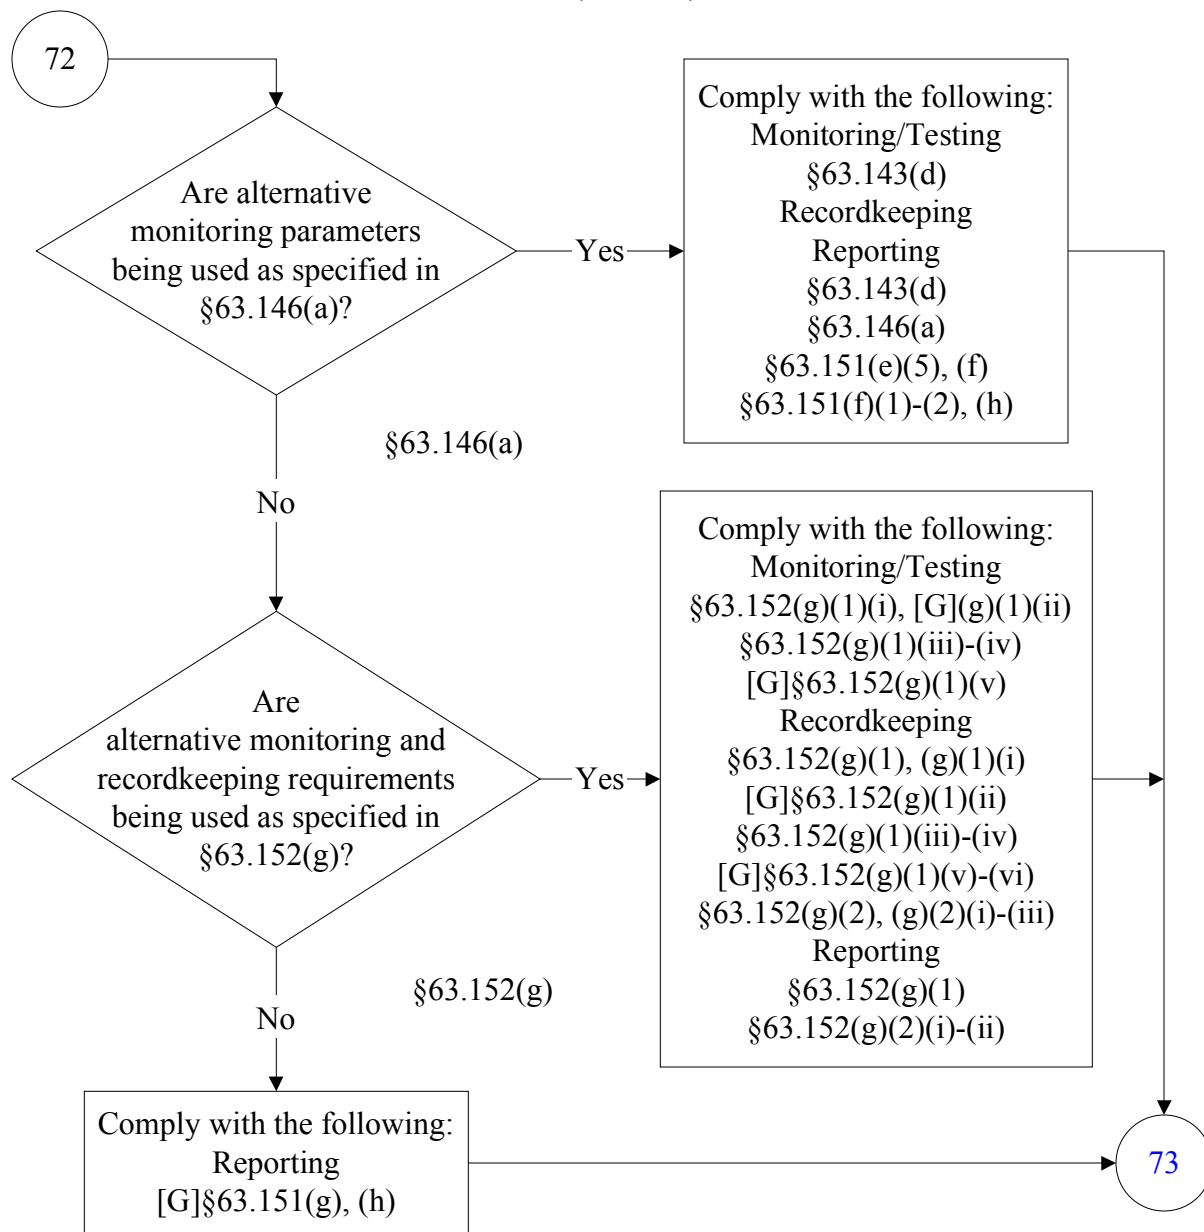 72
Are alternative
monitoring parameters
being used as specified in
§63.146(a)?
Yes
Comply with the following:
Monitoring/Testing
§63.143(d)
Recordkeeping
Reporting
§63.143(d)
§63.146(a)
§63.151(e)(5), (f)
§63.151(f)(1)-(2), (h)
§63.146(a)
No
Are
alternative monitoring and
recordkeeping requirements
being used as specified in
§63.152(g)?
Yes
Comply with the following:
Monitoring/Testing
§63.152(g)(1)(i), [G](g)(1)(ii)
§63.152(g)(1)(iii)-(iv)
[G]§63.152(g)(1)(v)
Recordkeeping
§63.152(g)(1), (g)(1)(i)
[G]§63.152(g)(1)(ii)
§63.152(g)(1)(iii)-(iv)
[G]§63.152(g)(1)(v)-(vi)
§63.152(g)(2), (g)(2)(i)-(iii)
Reporting
§63.152(g)(1)
§63.152(g)(2)(i)-(ii)
§63.152(g)
No
Comply with the following:
Reporting
[G]§63.151(g), (h)
73